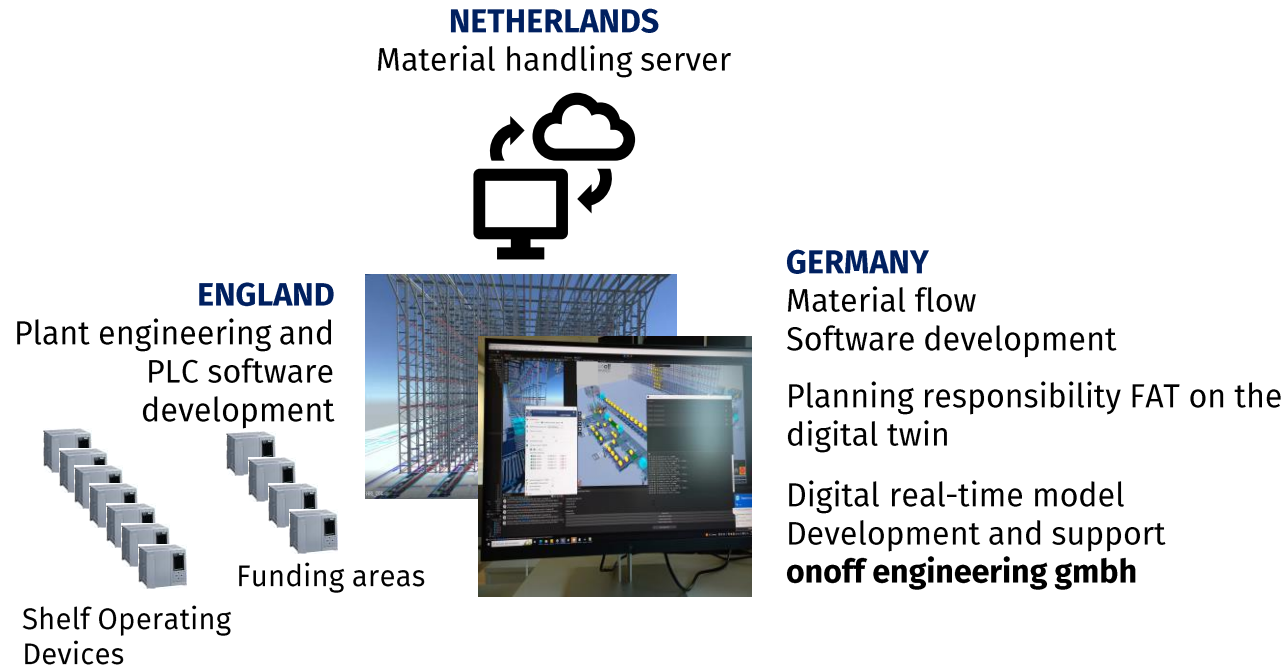 NETHERLANDS
Material handling server
ENGLAND
Plant engineering and
PLC software
development
Funding areas
Shelf Operating
Devices
GERMANY
Material flow
Software development
Planning responsibility FAT on the
digital twin
Digital real-time model
Development and support
onoff engineering gmbh